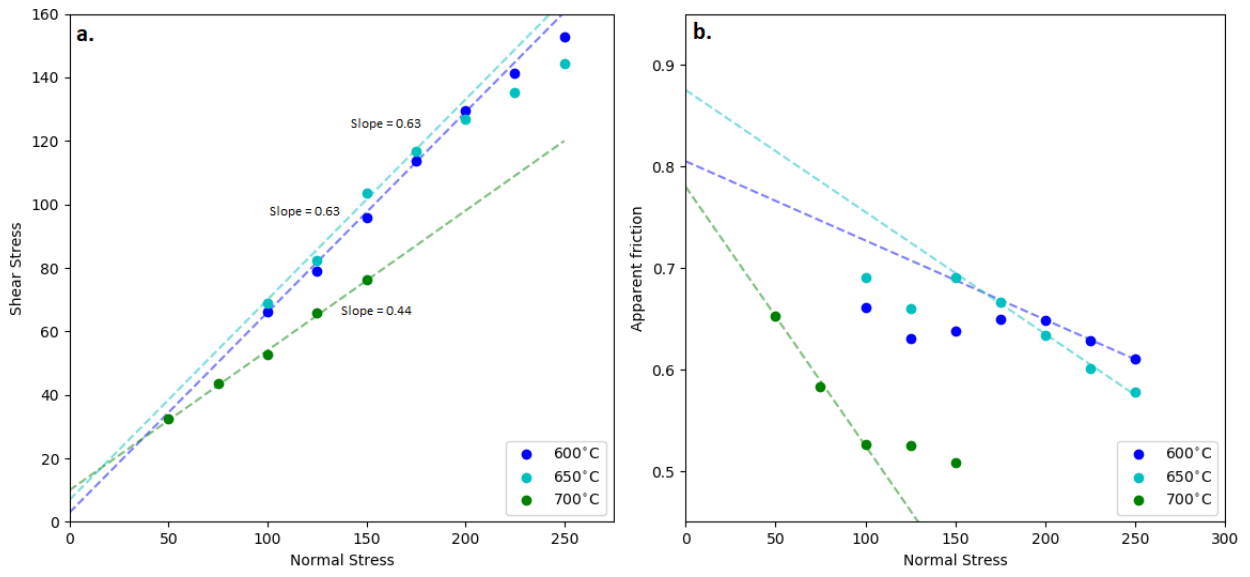 a.
160
140
120
100
80
60
40
20
0
Shear Stress
Slope = 0.63
Slope = 0.63
Slope = 0.44
600°C
650°C
700°C
0
50
100
150
200
250
Normal Stress
b.
0.9
0.8
0.7
0.6
0.5
Apparent friction
600°C
650°C
700°C
0
50
100
150
200
250
300
Normal Stress